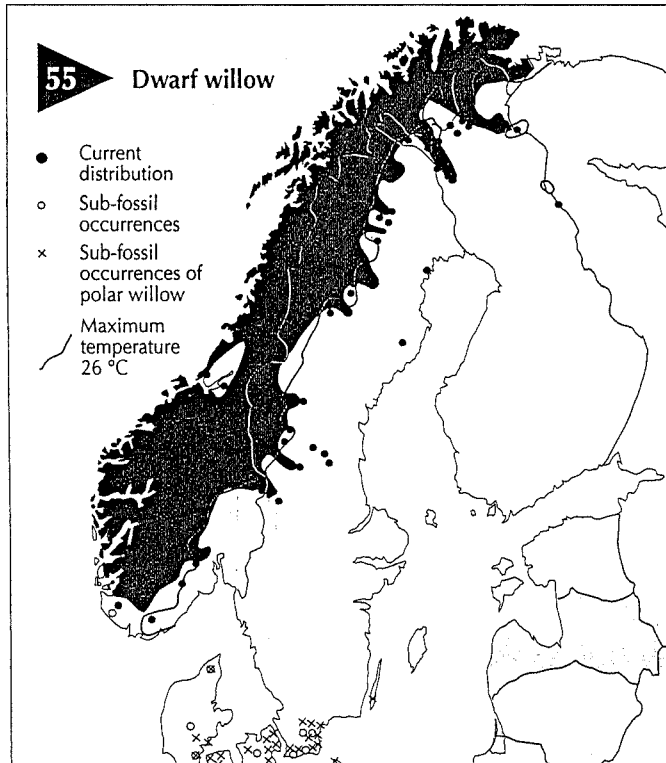 55
Dwarf willow
Current
distribution
Sub-fossil
occurrences
Sub-fossil
occurrences of
polar willow
Maximum
temperature
26 °C